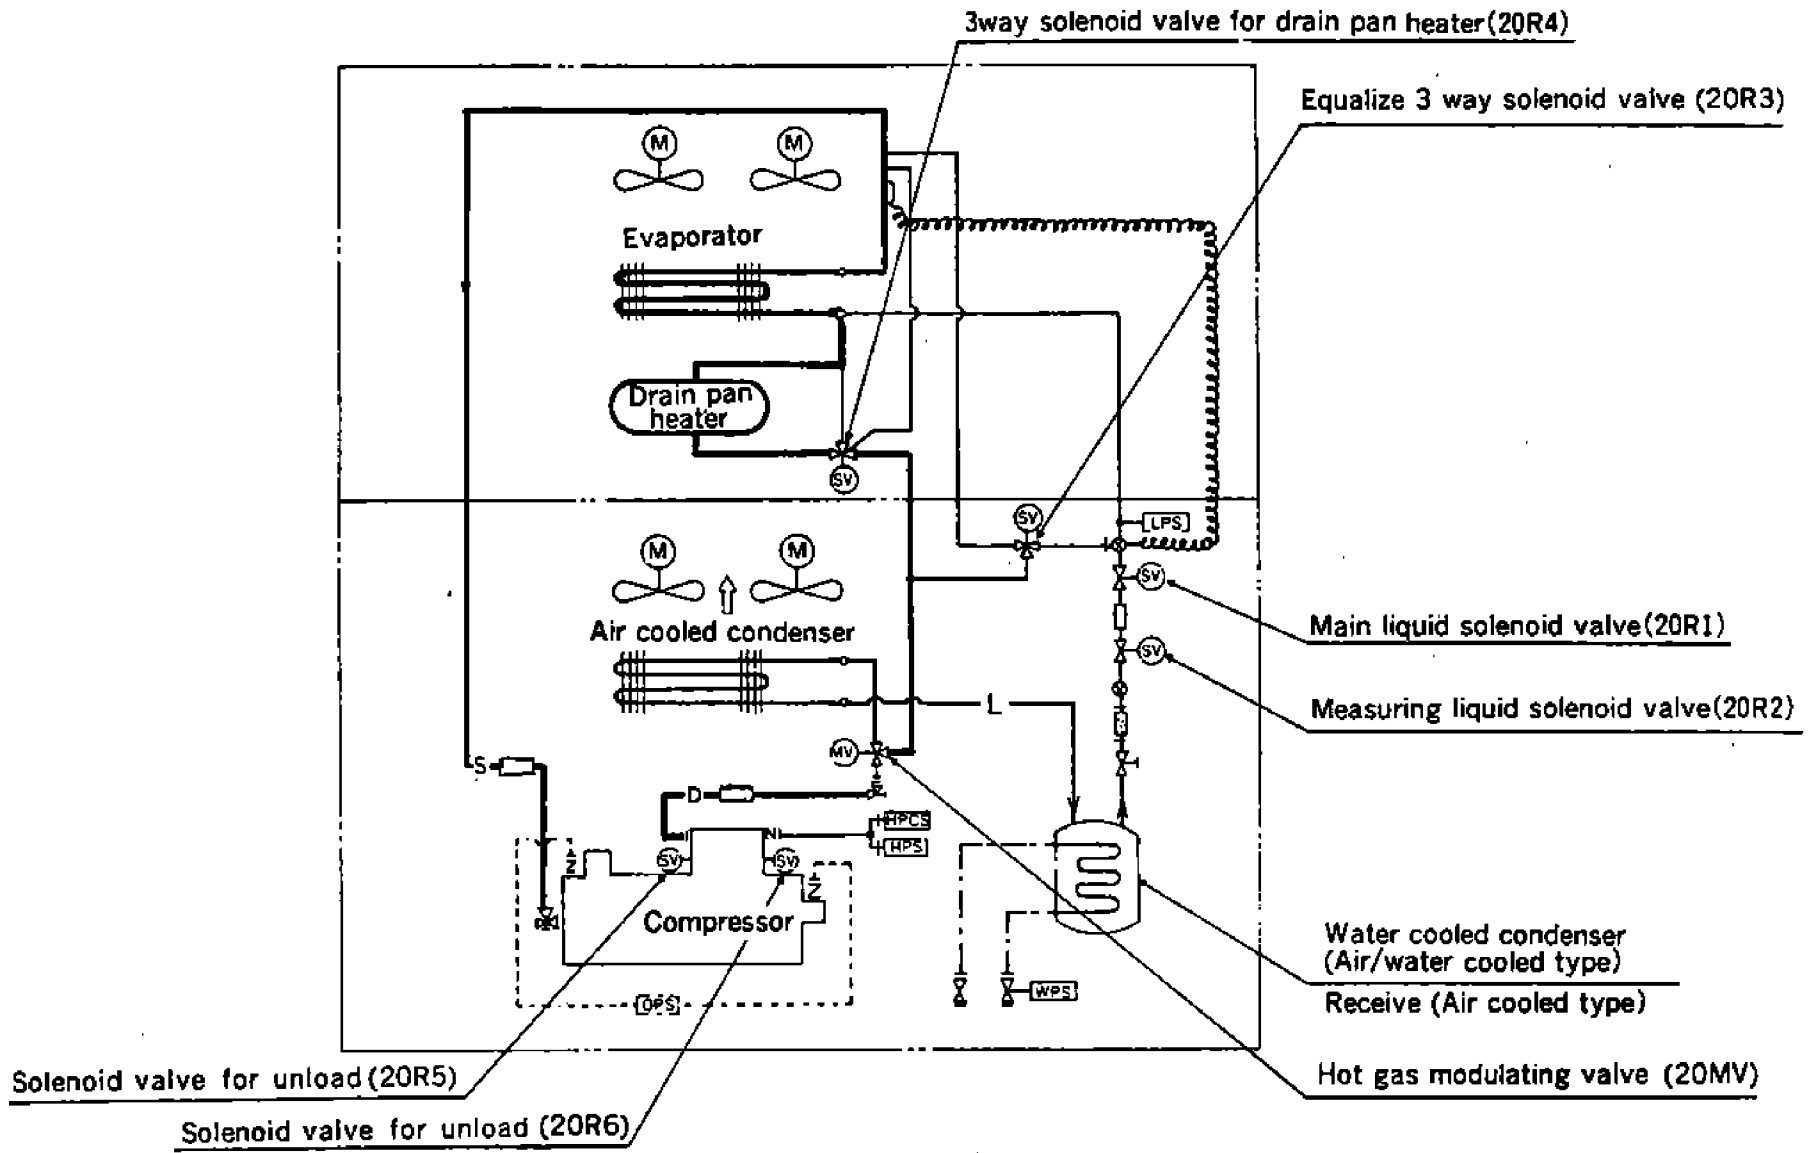 3way solenoid valve for drain pan heater(20R4)
Equalize 3 way solenoid valve (20R3)
M
M
Evaporator
Drain pan
heater
SV
SV
LPS
M
M
SV
Air cooled condenser
Main liquid solenoid valve(20R1)
SV
L
Measuring liquid solenoid valve(20R2)
MV
S
D
HPCS
HPS
SV
SV
Compressor
Water cooled condenser
(Air/water cooled type)
WPS
OPS
Receive (Air cooled type)
Solenoid valve for unload(20R5)
Hot gas modulating valve (20MV)
Solenoid valve for unload (20R6)